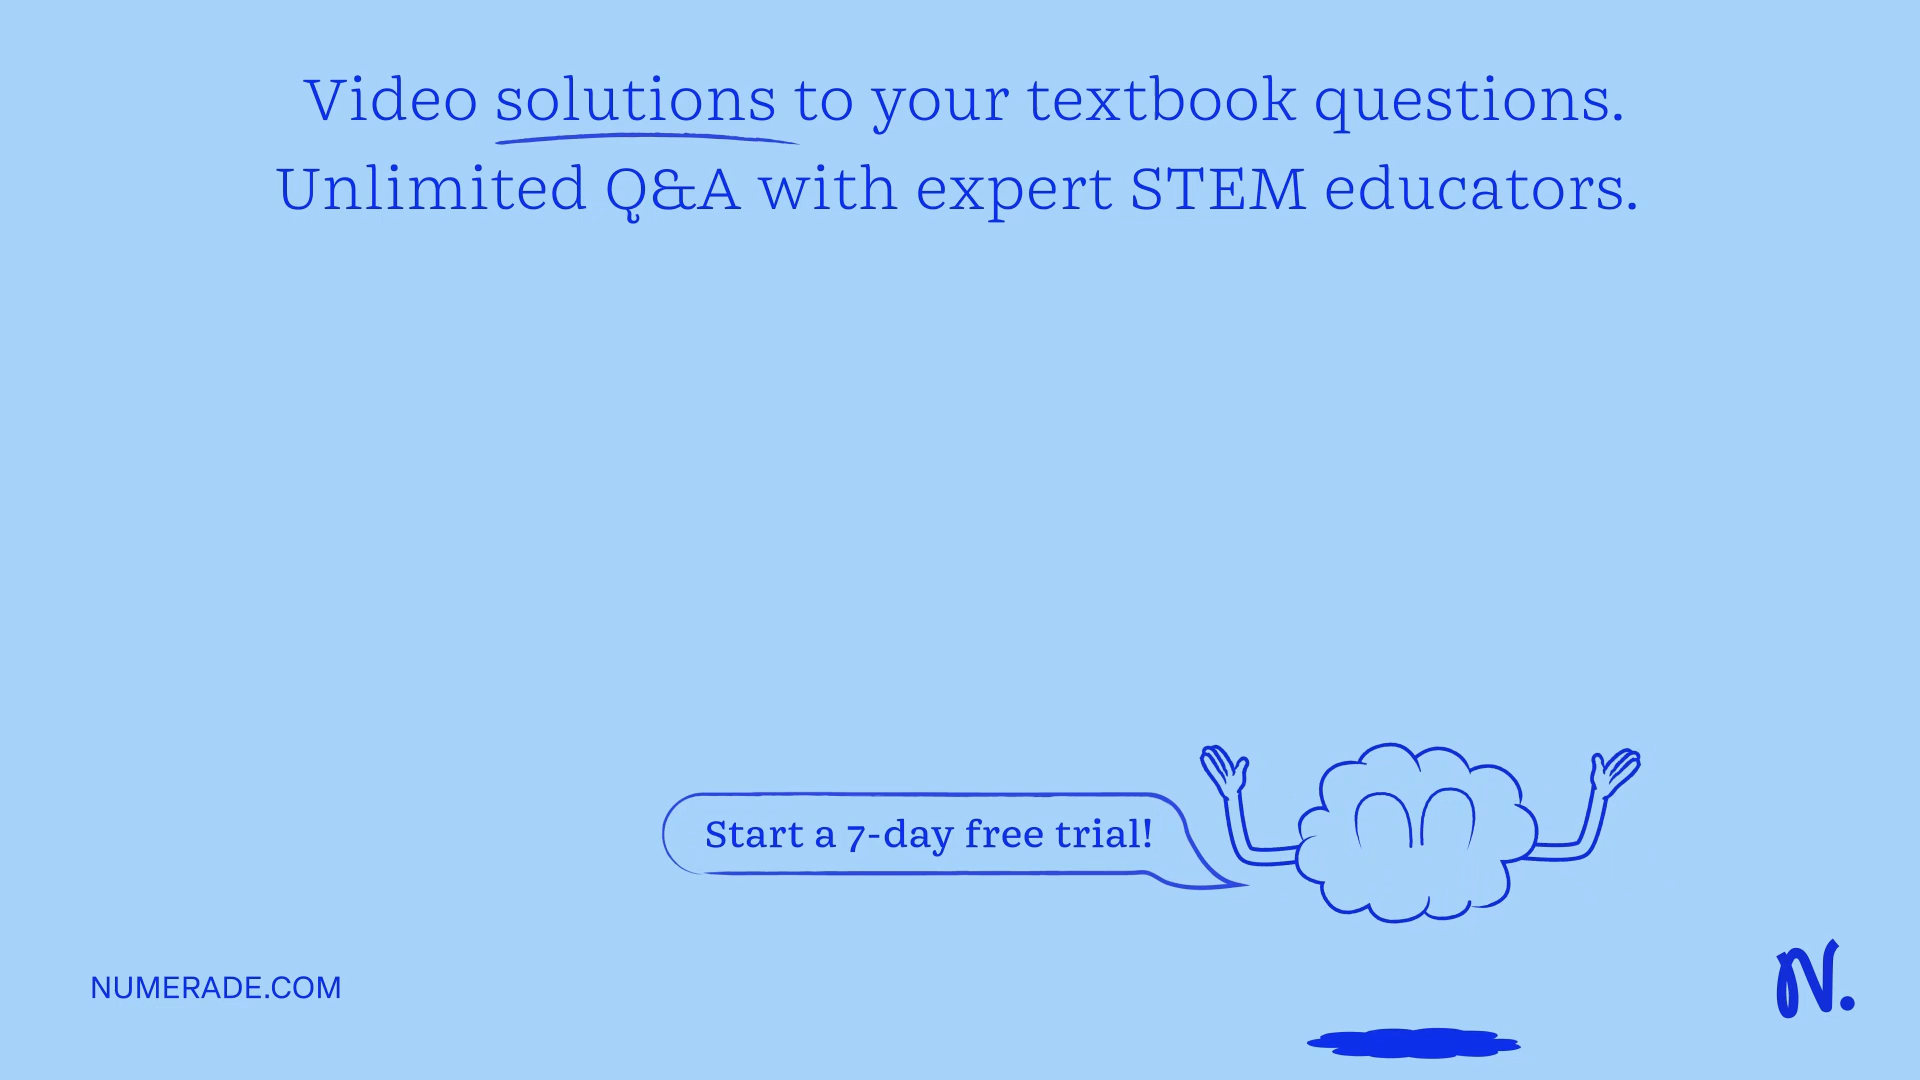 Video solutions to your textbook questions.
Unlimited Q&A with expert STEM educators.
Start a 7-day free trial!
NUMERADE.COM
N.